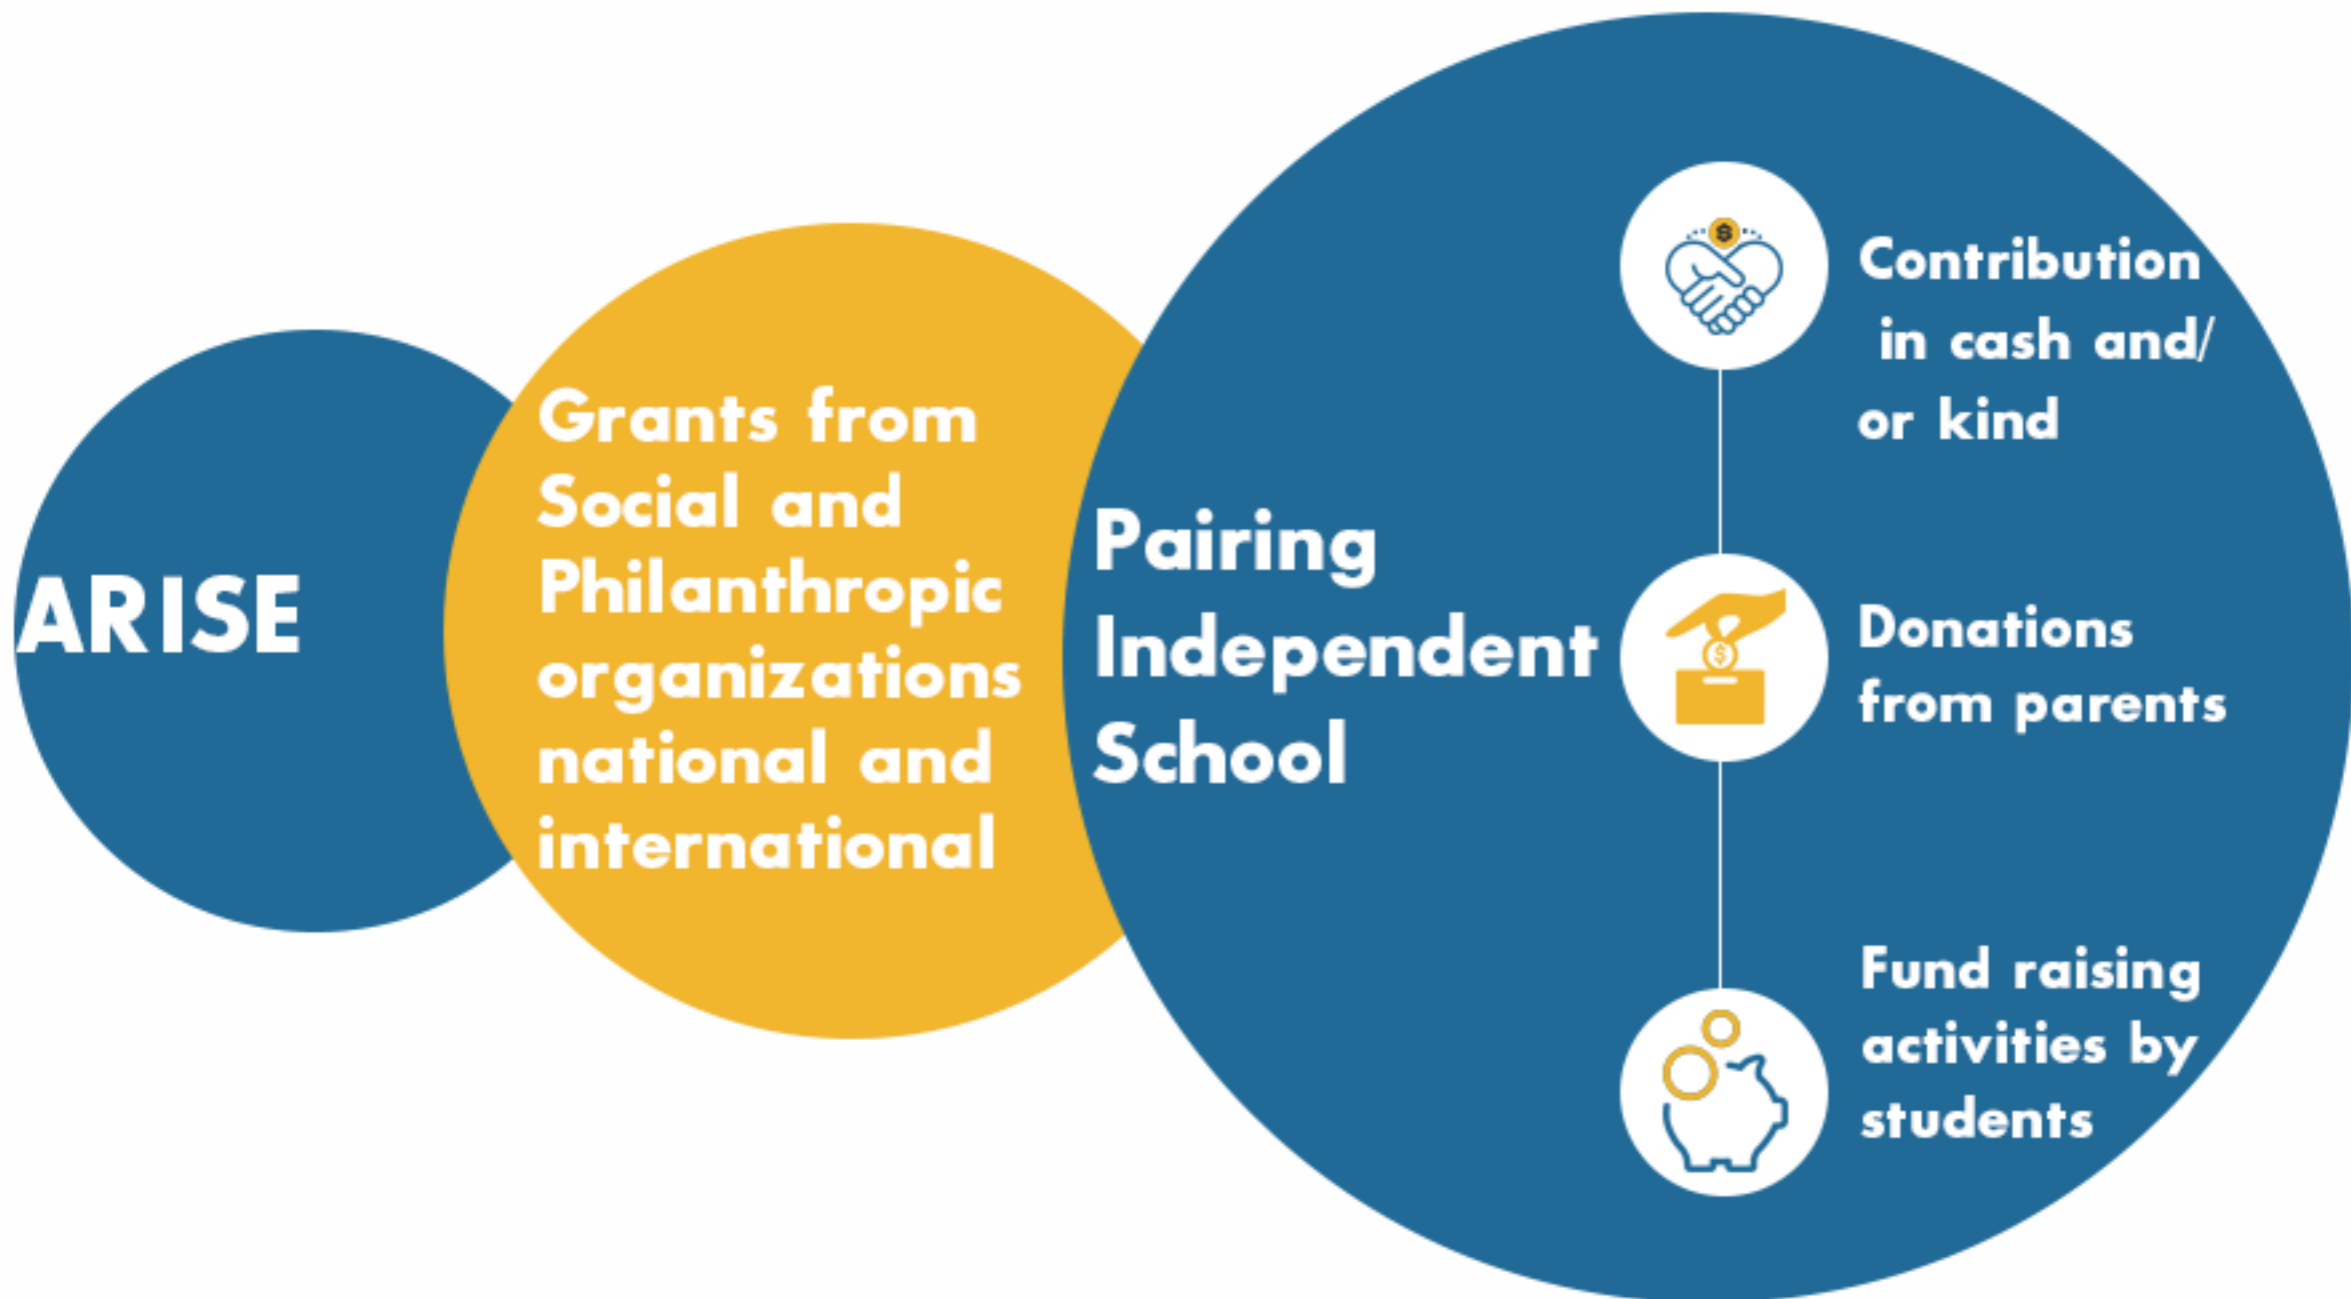 ARISE
Grants from
Social and
Philanthropic
organizations
national and
international
Pairing
Independent
School
Contribution
in cash and/
or kind
Donations
from parents
Fund raising
activities by
students